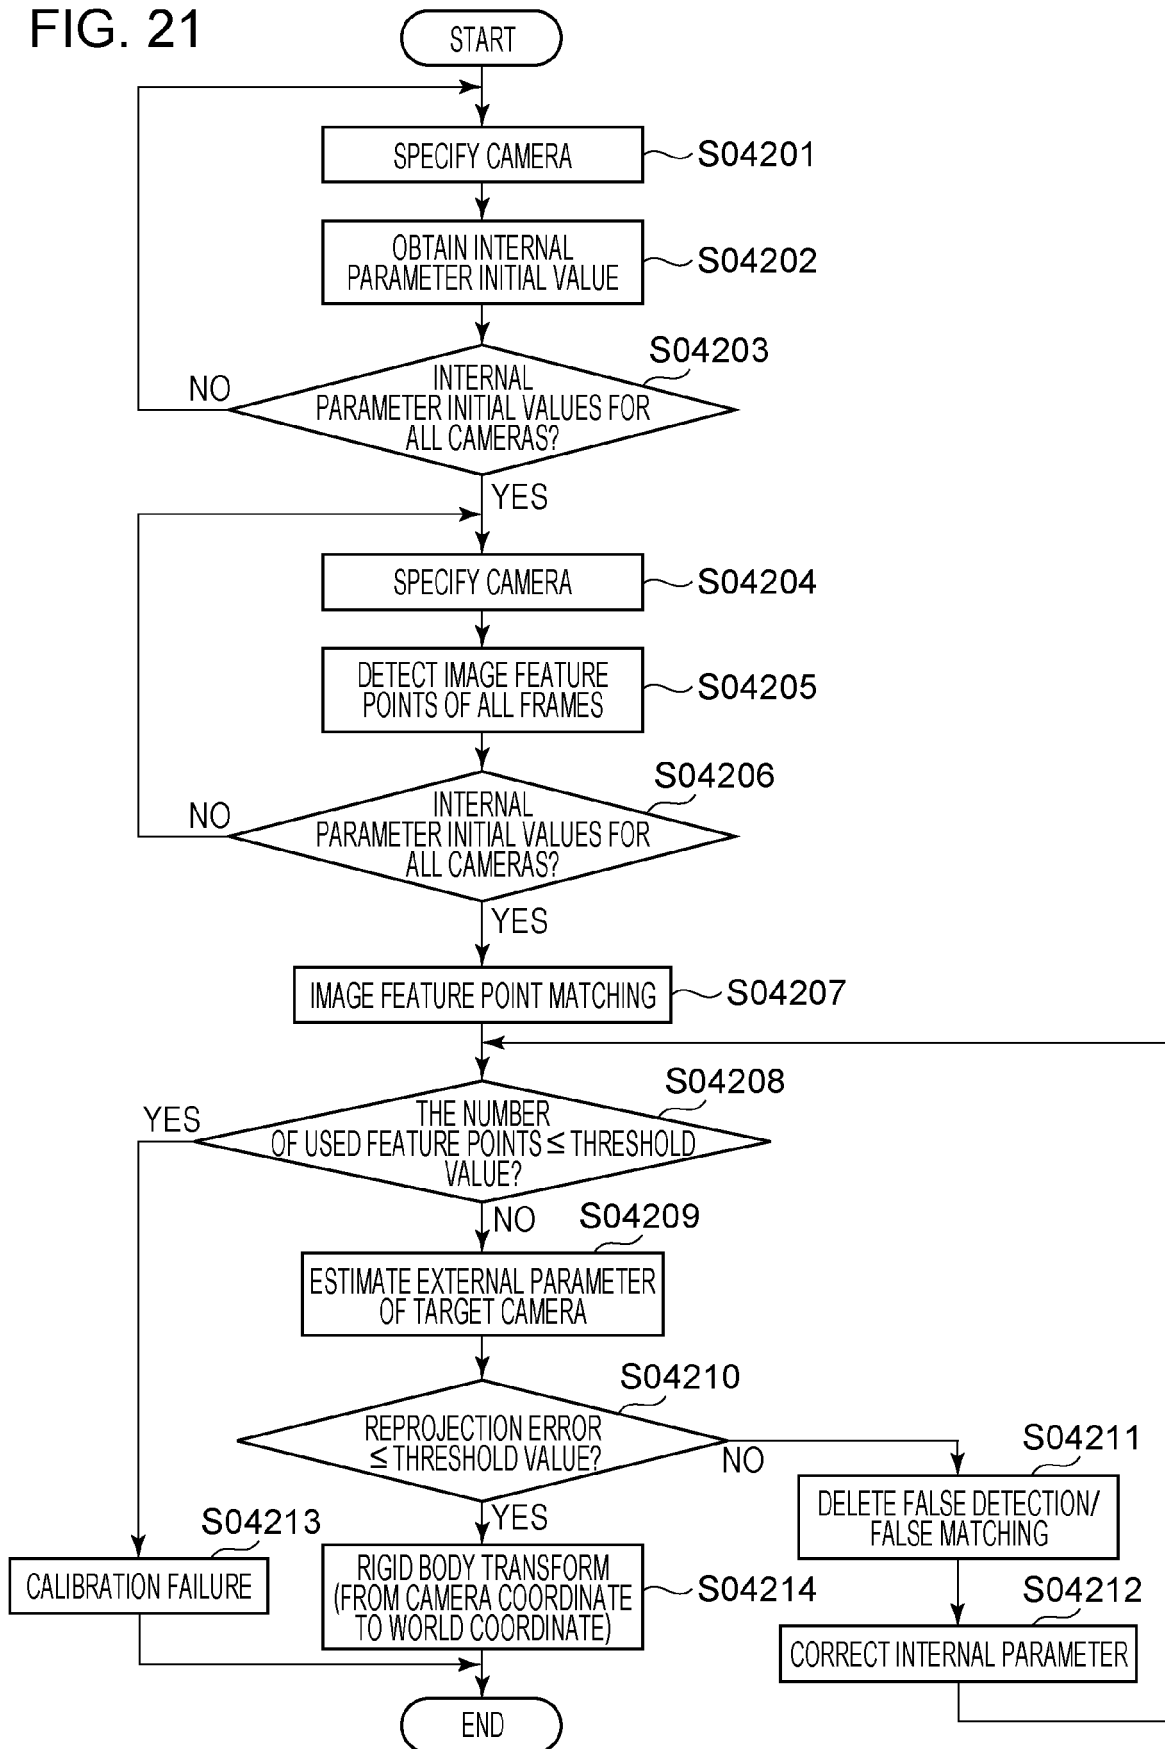 FIG. 21
START
SPECIFY CAMERA
S04201
OBTAIN INTERNAL
PARAMETER INITIAL VALUE
S04202
S04203
INTERNAL
PARAMETER INITIAL VALUES FOR
ALL CAMERAS?
NO
YES
SPECIFY CAMERA
S04204
DETECT IMAGE FEATURE
POINTS OF ALL FRAMES
S04205
S04206
INTERNAL
PARAMETER INITIAL VALUES FOR
ALL CAMERAS?
NO
YES
IMAGE FEATURE POINT MATCHING
S04207
S04208
THE NUMBER
OF USED FEATURE POINTS ≤ THRESHOLD
VALUE?
YES
NO
S04209
ESTIMATE EXTERNAL PARAMETER
OF TARGET CAMERA
S04210
REPROJECTION ERROR
≤ THRESHOLD VALUE?
NO
YES
S04211
DELETE FALSE DETECTION/
FALSE MATCHING
S04212
CORRECT INTERNAL PARAMETER
S04213
CALIBRATION FAILURE
RIGID BODY TRANSFORM
(FROM CAMERA COORDINATE
TO WORLD COORDINATE)
S04214
END